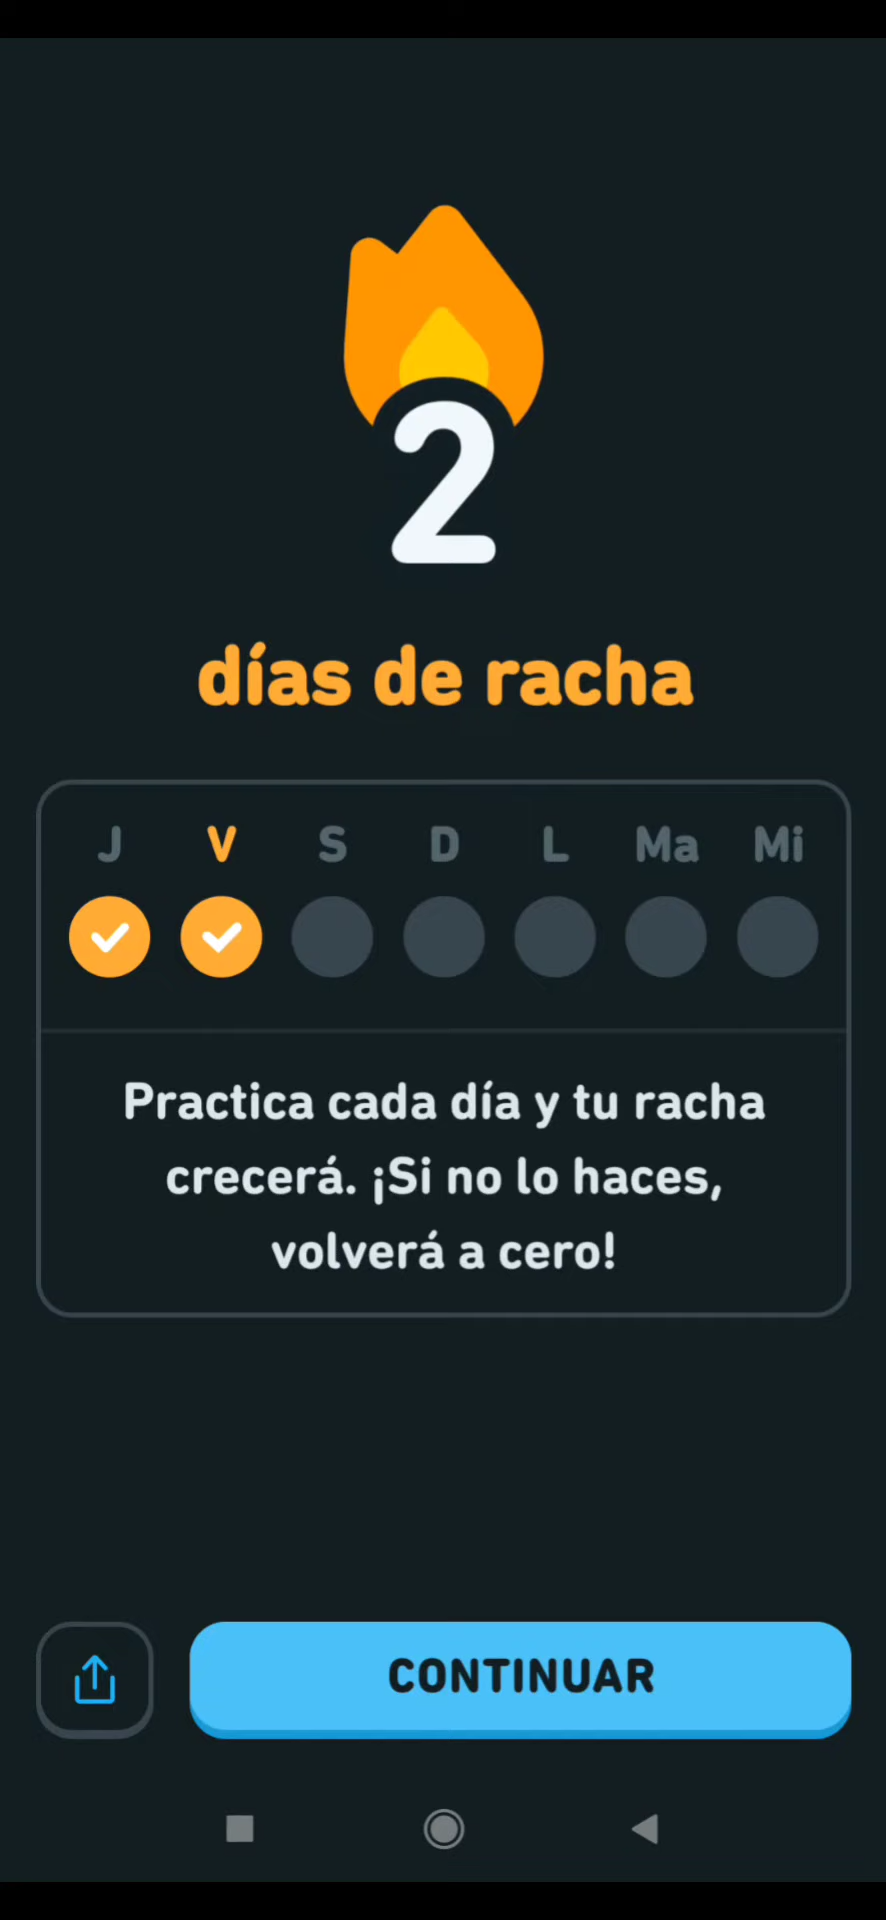 2
días de racha
J V S D L Ma Mi
Practica cada día y tu racha
crecerá. ¡Si no lo haces,
volverá a cero!
CONTINUAR